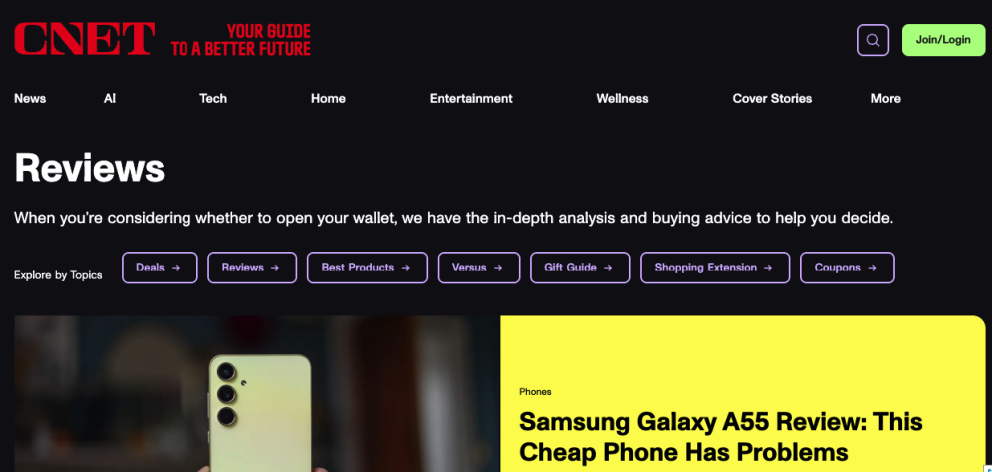 CNET
YOUR GUIDE
TO A BETTER FUTURE
Join/Login
News AI Tech Home Entertainment Wellness Cover Stories More
Reviews
When you're considering whether to open your wallet, we have the in-depth analysis and buying advice to help you decide.
Explore by Topics Deals → Reviews → Best Products → Versus → Gift Guide → Shopping Extension → Coupons →
Phones
Samsung Galaxy A55 Review: This
Cheap Phone Has Problems